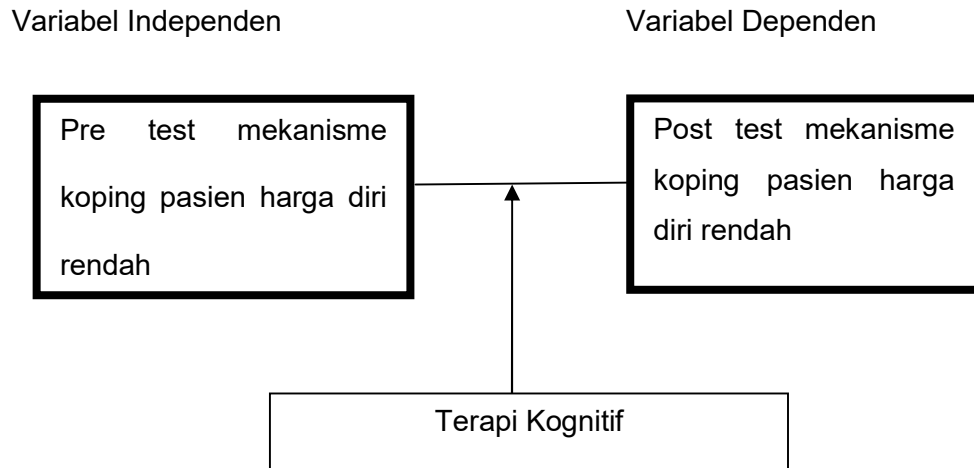 Variabel Independen
Variabel Dependen
Pre test mekanisme
koping pasien harga diri
rendah
Post test mekanisme
koping pasien harga
diri rendah
Terapi Kognitif